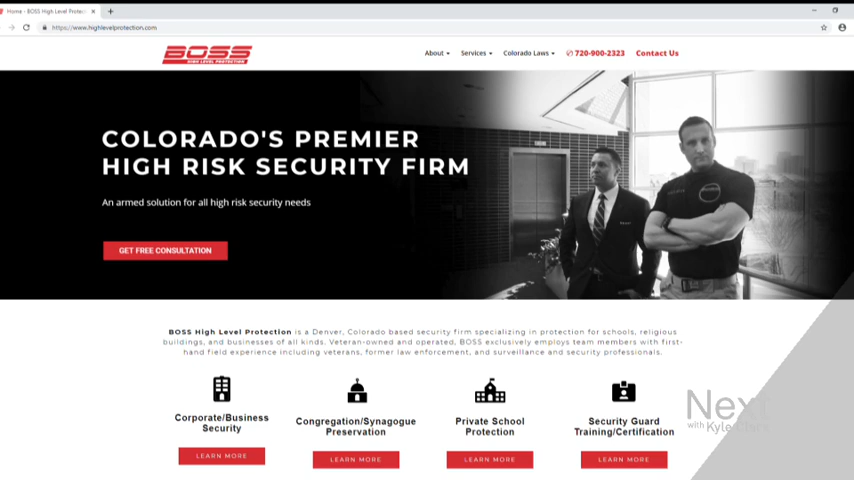 Home - BOSS High Level Protec
https://www.highlevelprotection.com
BOSS
HIGH LEVEL PROTECTION
About Services Colorado Laws 720-900-2323 Contact Us
COLORADO'S PREMIER
HIGH RISK SECURITY FIRM
An armed solution for all high risk security needs
GET FREE CONSULTATION
BOSS High Level Protection is a Denver, Colorado based security firm specializing in protection for schools, religious
buildings, and businesses of all kinds. Veteran-owned and operated, BOSS exclusively employs team members with first-
hand field experience including veterans, former law enforcement, and surveillance and security professionals.
Corporate/Business
Security
LEARN MORE
Congregation/Synagogue
Preservation
LEARN MORE
Private School
Protection
LEARN MORE
Security Guard
Training/Certification
LEARN MORE
Next
with Kyle Clark